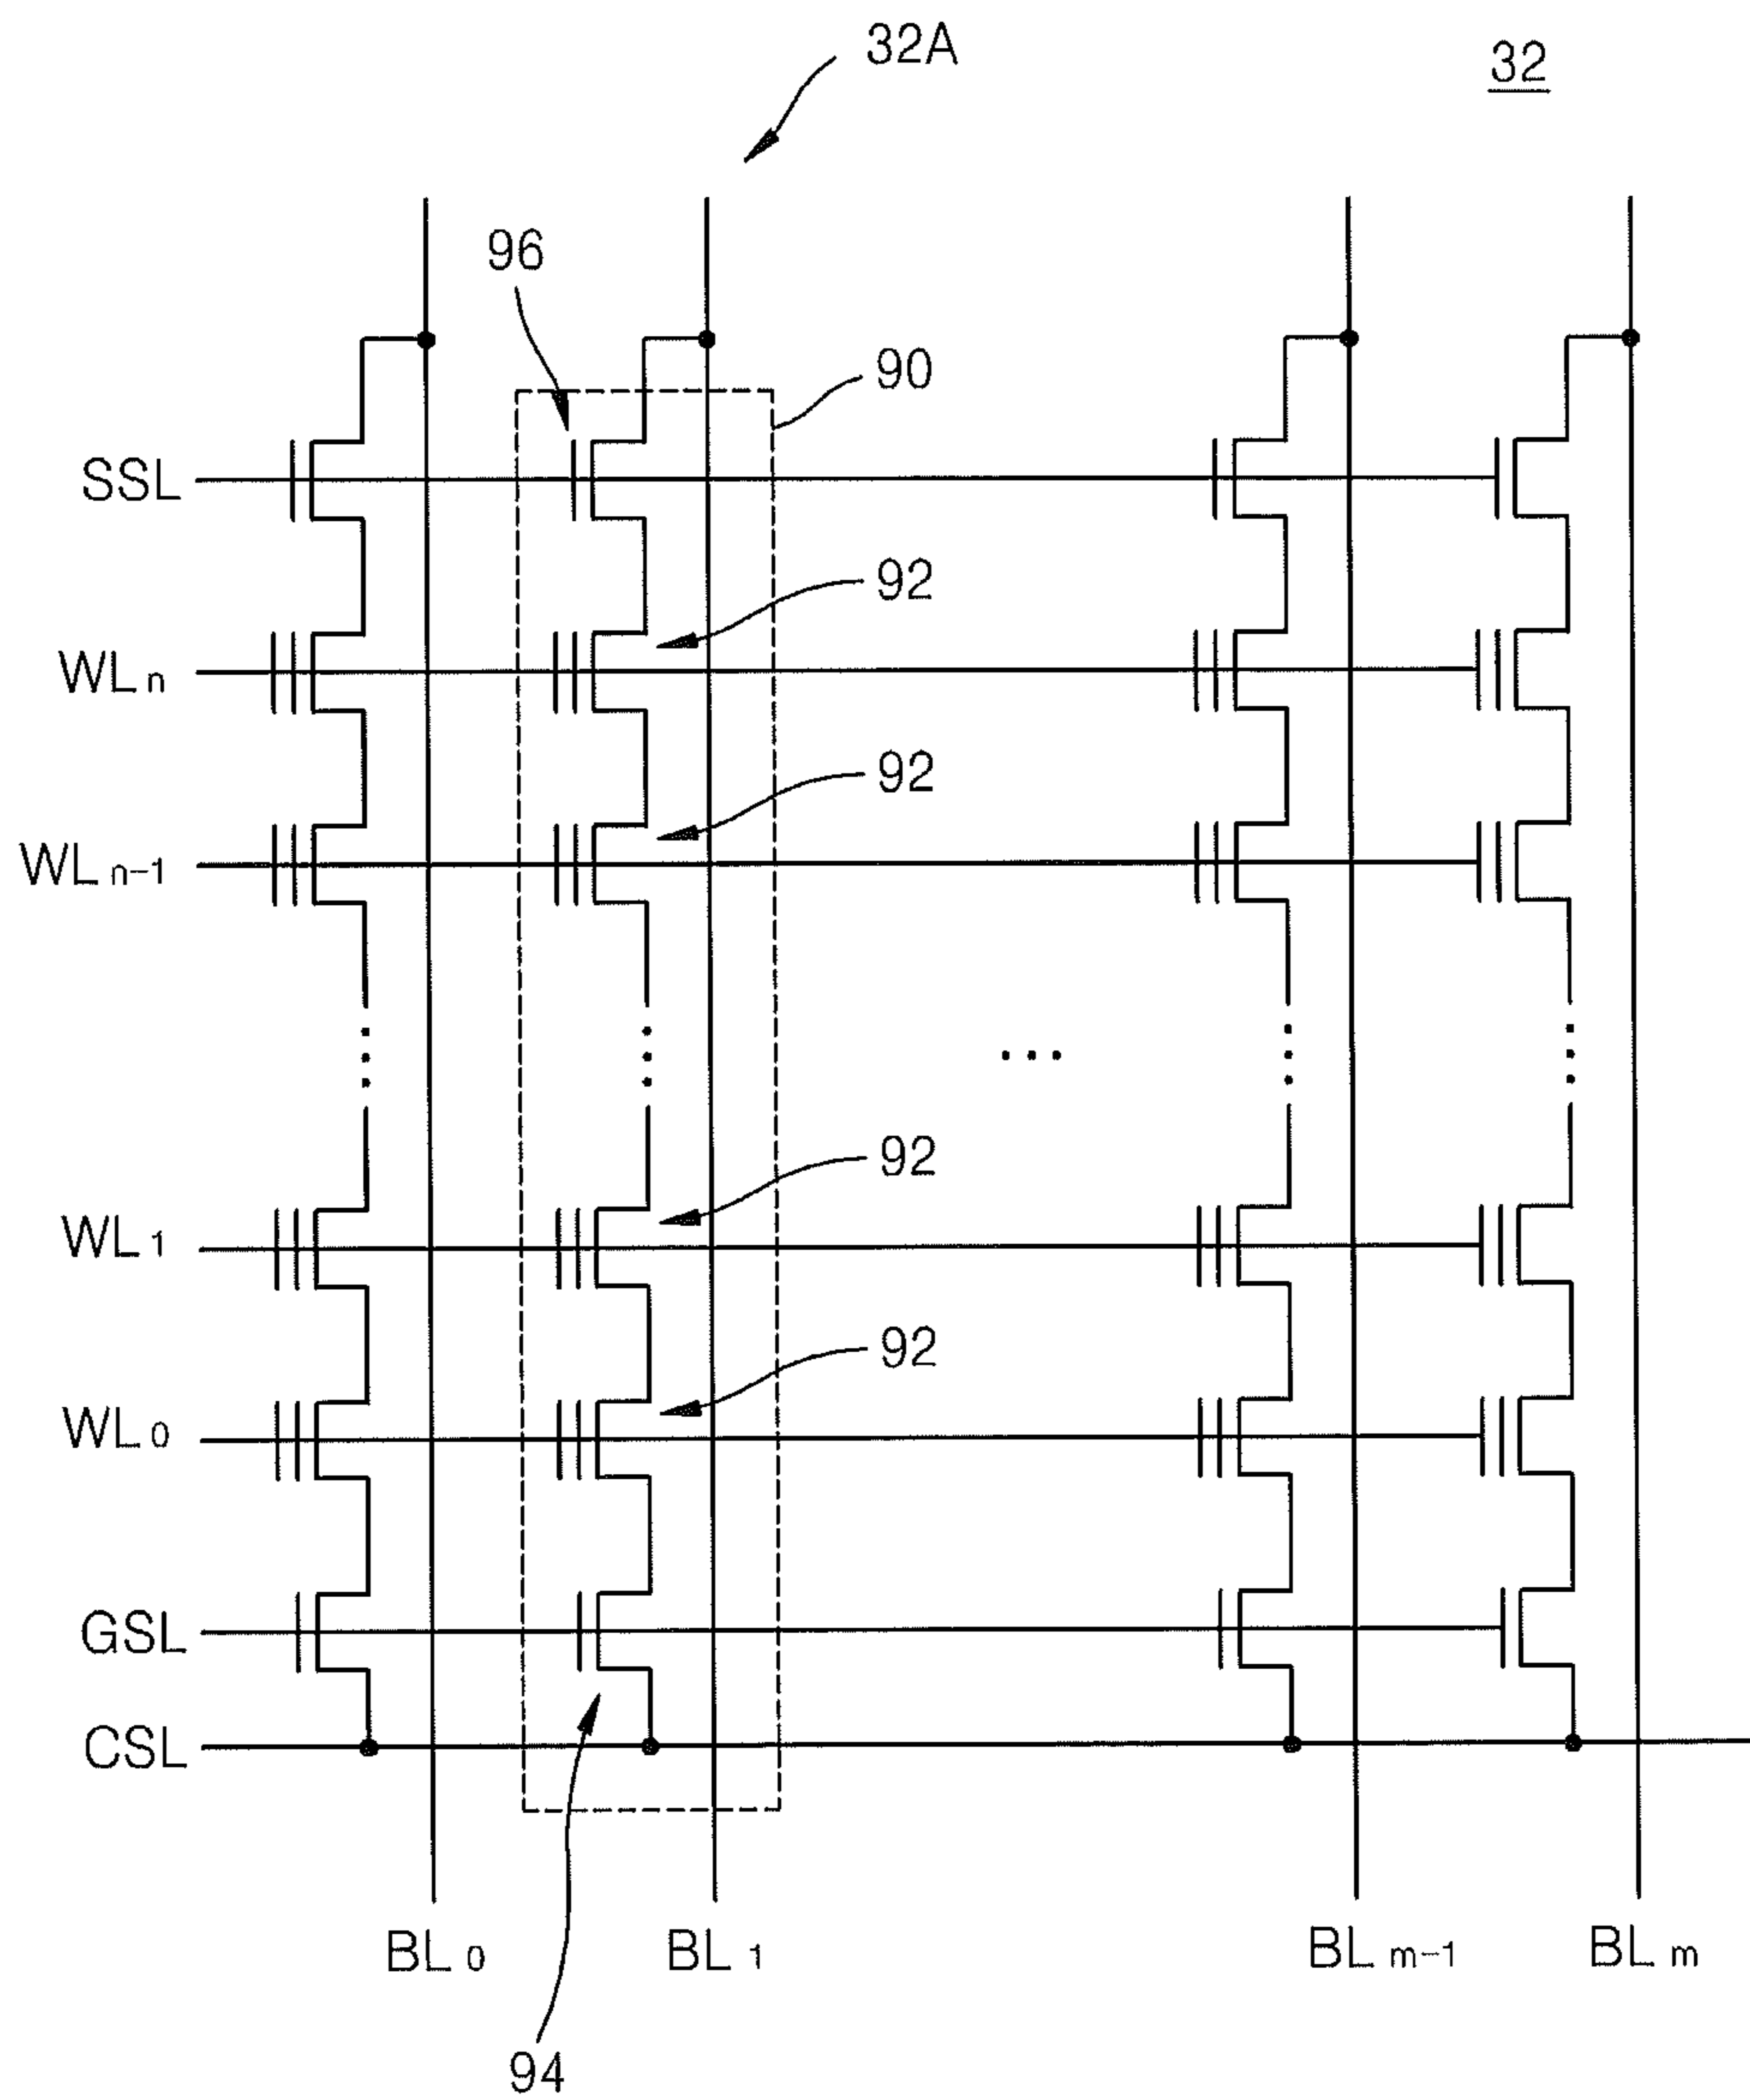 32A
32
96
90
SSL
92
WLn
92
WLn-1
...
92
WL1
92
WL0
GSL
CSL
BL0 BL1 BLm-1 BLm
94